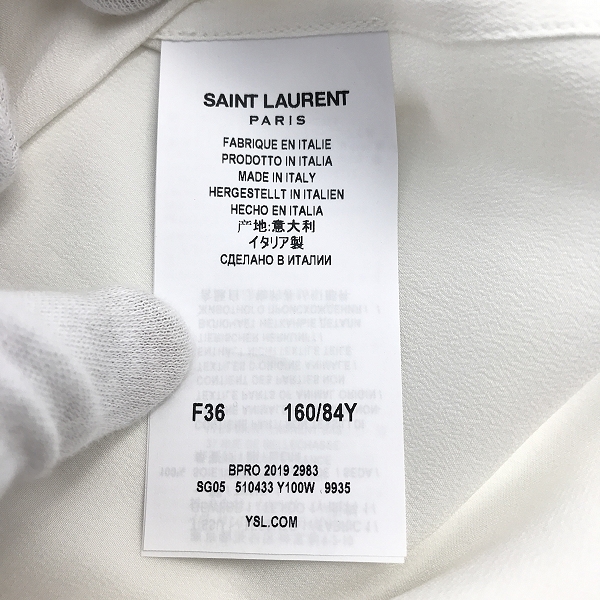 SAINT LAURENT
PARIS
FABRIQUE EN ITALIE
PRODOTTO IN ITALIA
MADE IN ITALY
HERGESTELLT IN ITALIEN
HECHO EN ITALIA
产地:意大利
イタリア製
СДЕЛАНО В ИТАЛИИ
F36 160/84Y
BPRO 2019 2983
SG05 510433 Y100W 9935
YSL.COM